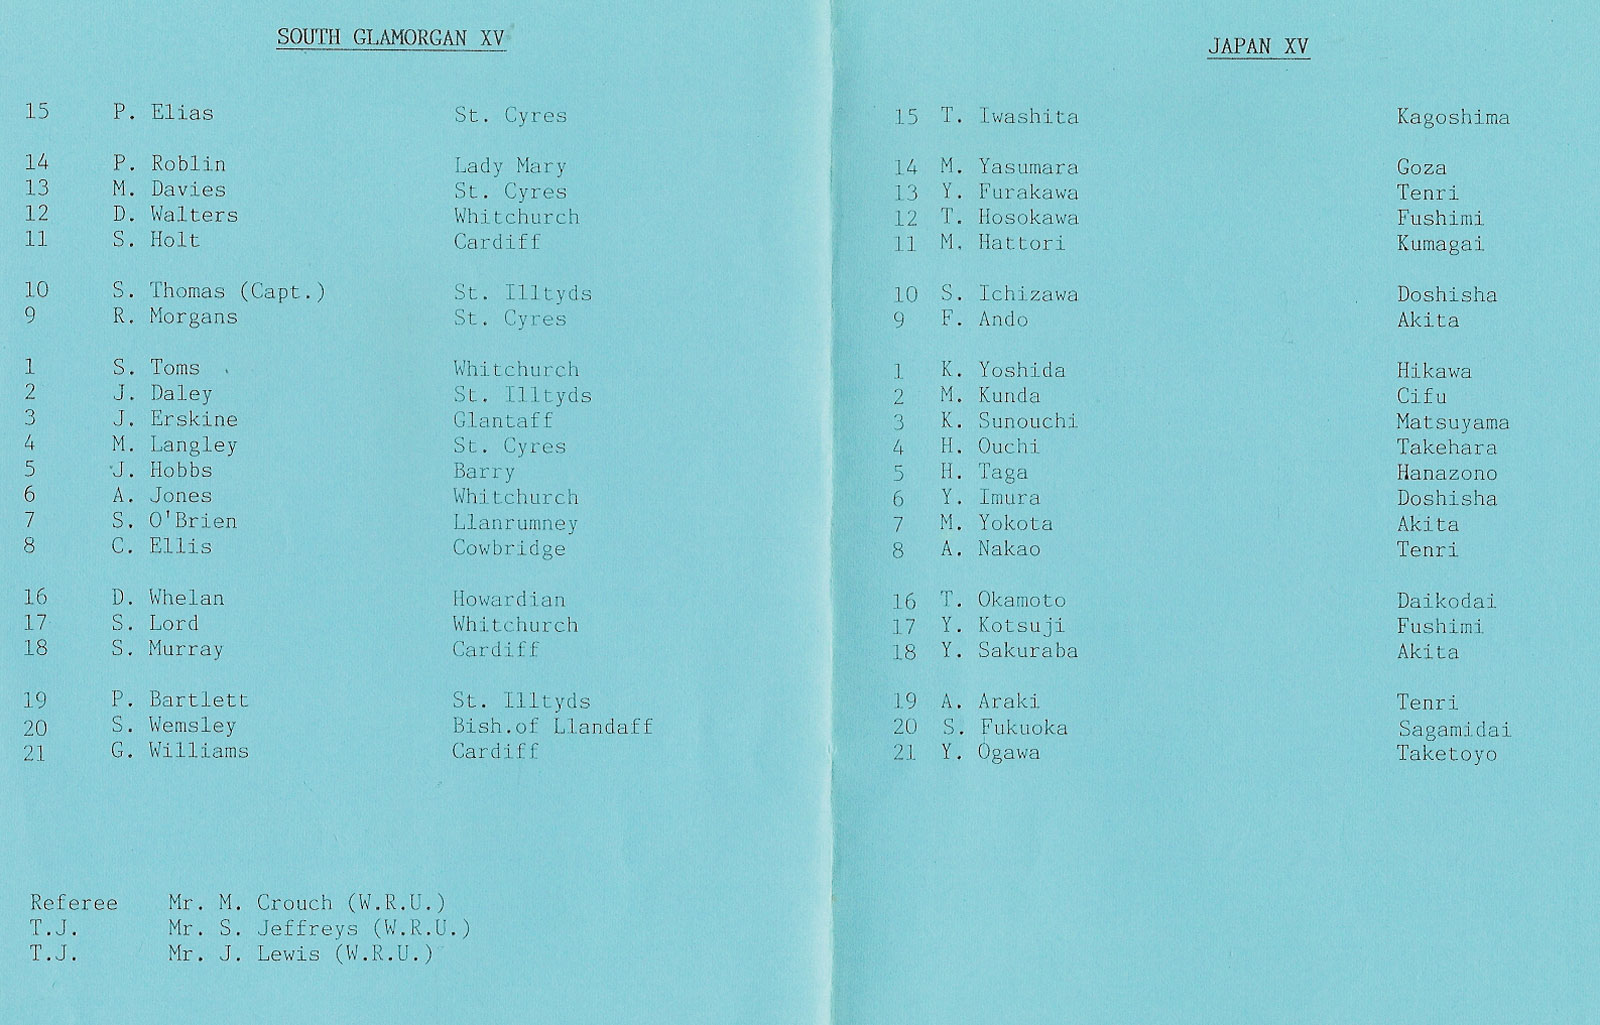 SOUTH GLAMORGAN XV
15 P. Elias St. Cyres
14 P. Roblin Lady Mary
13 M. Davies St. Cyres
12 D. Walters Whitchurch
11 S. Holt Cardiff
10 S. Thomas (Capt.) St. Illtyds
9 R. Morgans St. Cyres
1 S. Toms Whitchurch
2 J. Daley St. Illtyds
3 J. Erskine Glantaff
4 M. Langley St. Cyres
5 J. Hobbs Barry
6 A. Jones Whitchurch
7 S. O'Brien Llanrumney
8 C. Ellis Cowbridge
16 D. Whelan Howardian
17 S. Lord Whitchurch
18 S. Murray Cardiff
19 P. Bartlett St. Illtyds
20 S. Wemsley Bish.of Llandaff
21 G. Williams Cardiff
Referee Mr. M. Crouch (W.R.U.)
T.J. Mr. S. Jeffreys (W.R.U.)
T.J. Mr. J. Lewis (W.R.U.)
JAPAN XV
15 T. Iwashita Kagoshima
14 M. Yasumara Goza
13 Y. Furakawa Tenri
12 T. Hosokawa Fushimi
11 M. Hattori Kumagai
10 S. Ichizawa Doshisha
9 F. Ando Akita
1 K. Yoshida Hikawa
2 M. Kunda Cifu
3 K. Sunouchi Matsuyama
4 H. Ouchi Takehara
5 H. Taga Hanazono
6 Y. Imura Doshisha
7 M. Yokota Akita
8 A. Nakao Tenri
16 T. Okamoto Daikodai
17 Y. Kotsuji Fushimi
18 Y. Sakuraba Akita
19 A. Araki Tenri
20 S. Fukuoka Sagamidai
21 Y. Ogawa Taketoyo